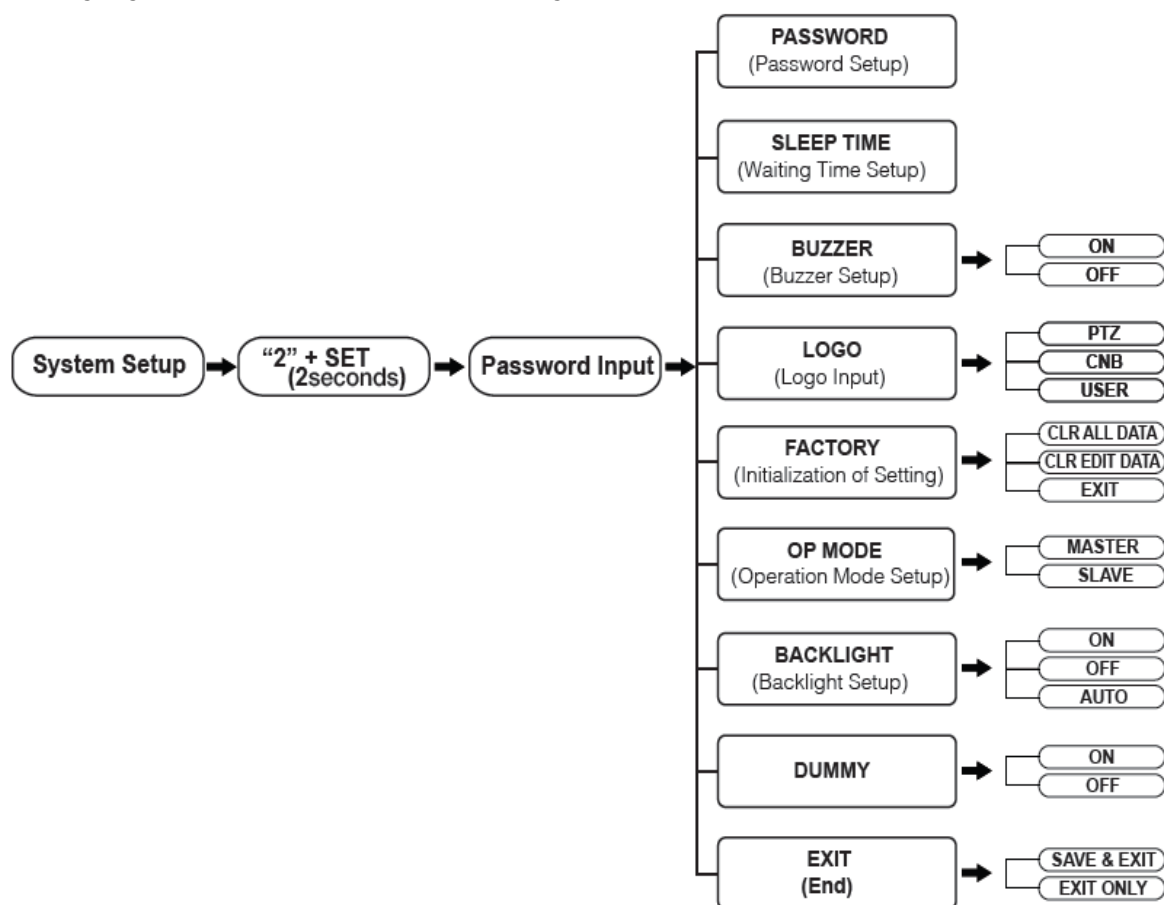 PASSWORD
(Password Setup)
SLEEP TIME
(Waiting Time Setup)
BUZZER
(Buzzer Setup)
ON
OFF
System Setup
“2” + SET
(2seconds)
Password Input
LOGO
(Logo Input)
PTZ
CNB
USER
FACTORY
(Initialization of Setting)
CLR ALL DATA
CLR EDIT DATA
EXIT
OP MODE
(Operation Mode Setup)
MASTER
SLAVE
BACKLIGHT
(Backlight Setup)
ON
OFF
AUTO
DUMMY
ON
OFF
EXIT
(End)
SAVE & EXIT
EXIT ONLY